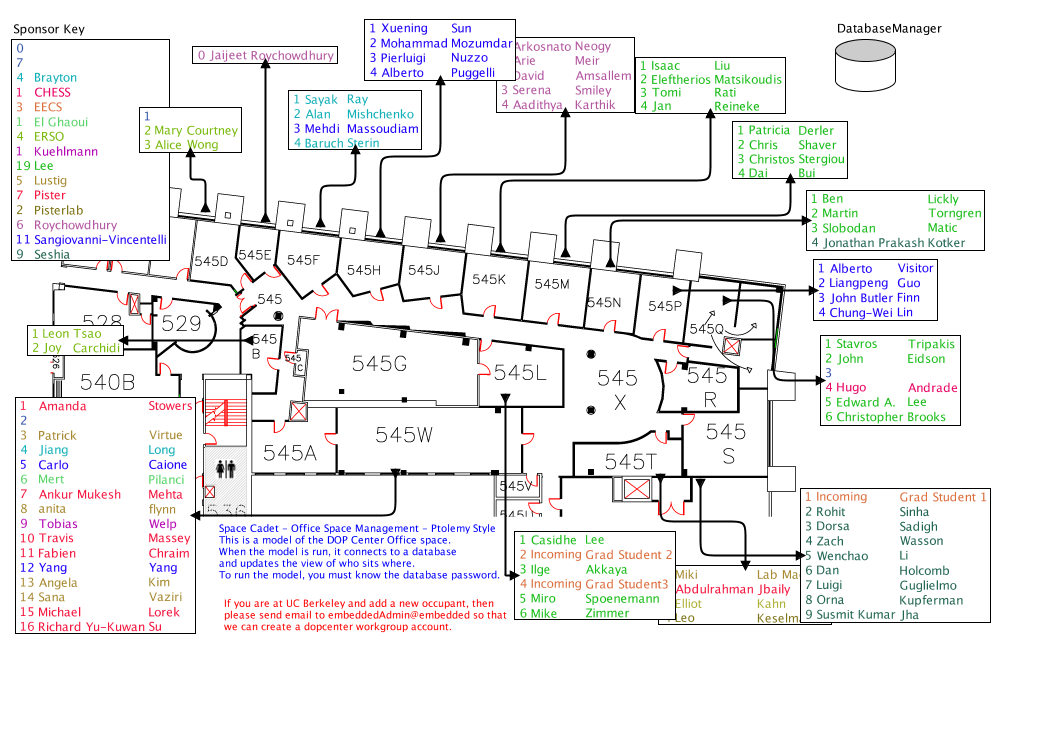 Sponsor Key
0
7
4 Brayton
1 CHESS
3 EECS
1 El Ghaoui
4 ERSO
1 Kuehlmann
19 Lee
5 Lustig
7 Pister
2 Pisterlab
6 Roychowdhury
11 Sangiovanni-Vincentelli
9 Seshia
1
2 Mary Courtney
3 Alice Wong
0 Jaijeet Roychowdhury
1 Sayak Ray
2 Alan Mishchenko
3 Mehdi Massoudiam
4 Baruch Sterin
1 Xuening Sun
2 Mohammad Mozumdar
3 Pierluigi Nuzzo
4 Alberto Puggelli
Arkosnato Neogy
Arie Meir
David Amsallem
3 Serena Smiley
4 Aadithya Karthik
1 Isaac Liu
2 Eleftherios Matsikoudis
3 Tomi Rati
4 Jan Reineke
DatabaseManager
1 Patricia Derler
2 Chris Shaver
3 Christos Stergiou
4 Dai Bui
1 Ben Lickly
2 Martin Torngren
3 Slobodan Matic
4 Jonathan Prakash Kotker
1 Alberto Visitor
2 Liangpeng Guo
3 John Butler Finn
4 Chung-Wei Lin
1 Stavros Tripakis
2 John Eidson
3
4 Hugo Andrade
5 Edward A. Lee
6 Christopher Brooks
545D
545E
545F
545H
545J
545K
545M
545N
545P
545Q
545
528
529
545
B
545
C
545G
545L
545
X
545
R
1 Leon Tsao
2 Joy Carchidi
540B
545A
545W
545T
545
S
545V
1 Amanda Stowers
2
3 Patrick Virtue
4 Jiang Long
5 Carlo Caione
6 Mert Pilanci
7 Ankur Mukesh Mehta
8 anita flynn
9 Tobias Welp
10 Travis Massey
11 Fabien Chraim
12 Yang Yang
13 Angela Kim
14 Sana Vaziri
15 Michael Lorek
16 Richard Yu-Kuwan Su
Space Cadet - Office Space Management - Ptolemy Style
This is a model of the DOP Center Office space.
When the model is run, it connects to a database
and updates the view of who sits where.
To run the model, you must know the database password.
If you are at UC Berkeley and add a new occupant, then
please send email to embeddedAdmin@embedded so that
we can create a dopcenter workgroup account.
1 Casidhe Lee
2 Incoming Grad Student 2
3 Ilge Akkaya
4 Incoming Grad Student3
5 Miro Spoenemann
6 Mike Zimmer
Miki Lab Ma
Abdulrahman Jbaily
Elliot Kahn
Leo Keselm
1 Incoming Grad Student 1
2 Rohit Sinha
3 Dorsa Sadigh
4 Zach Wasson
5 Wenchao Li
6 Dan Holcomb
7 Luigi Guglielmo
8 Orna Kupferman
9 Susmit Kumar Jha